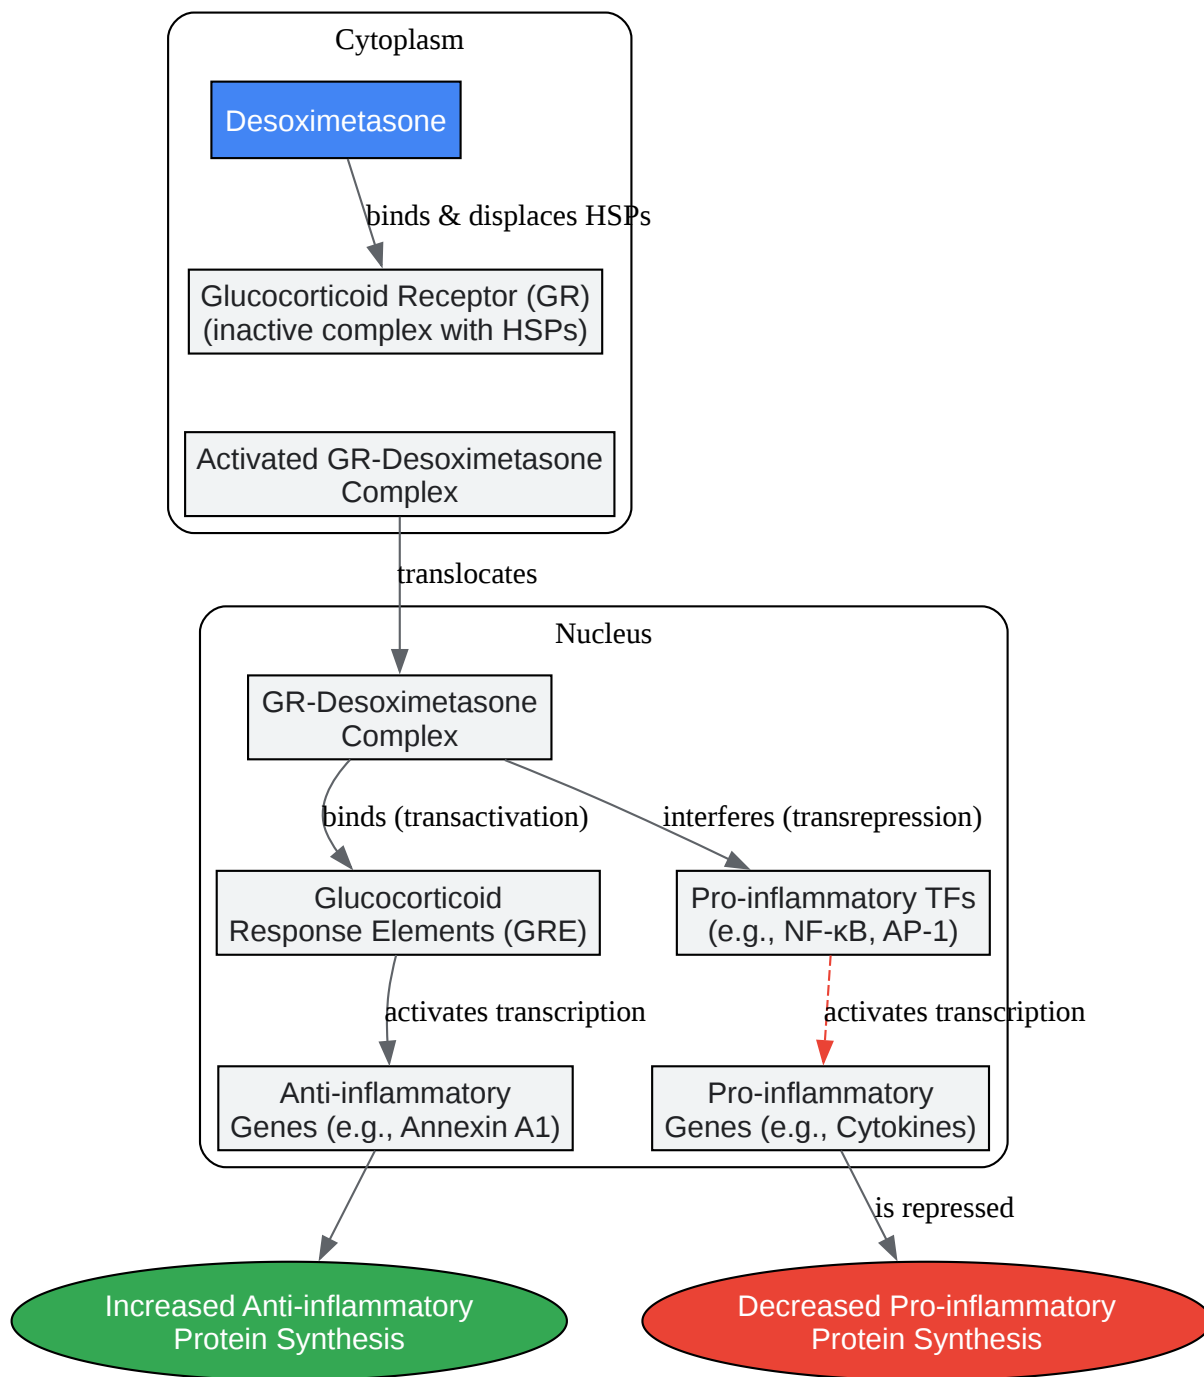 Cytoplasm
Desoximetasone
binds & displaces HSPs
Glucocorticoid Receptor (GR)
(inactive complex with HSPs)
Activated GR-Desoximetasone
Complex
translocates
Nucleus
GR-Desoximetasone
Complex
binds (transactivation)
interferes (transrepression)
Glucocorticoid
Response Elements (GRE)
Pro-inflammatory TFs
(e.g., NF-κB, AP-1)
activates transcription
activates transcription
Anti-inflammatory
Genes (e.g., Annexin A1)
Pro-inflammatory
Genes (e.g., Cytokines)
is repressed
Increased Anti-inflammatory
Protein Synthesis
Decreased Pro-inflammatory
Protein Synthesis